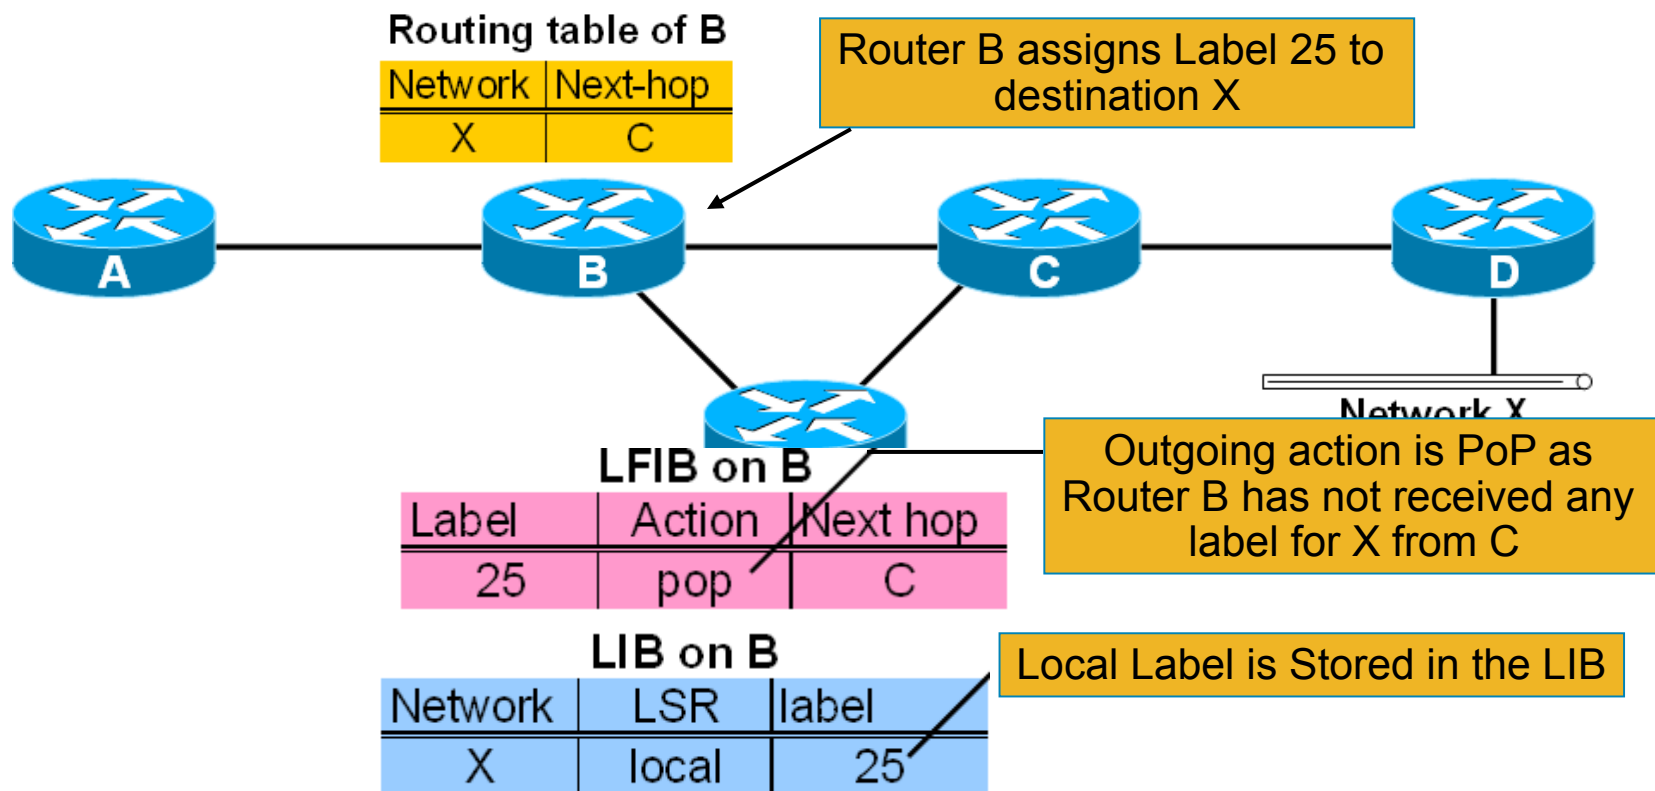 Routing table of B
Network Next-hop
X C
Router B assigns Label 25 to
destination X
A B C D
Network X
Outgoing action is PoP as
Router B has not received any
label for X from C
LFIB on B
Label Action Next hop
25 pop C
LIB on B
Local Label is Stored in the LIB
Network LSR label
X local 25